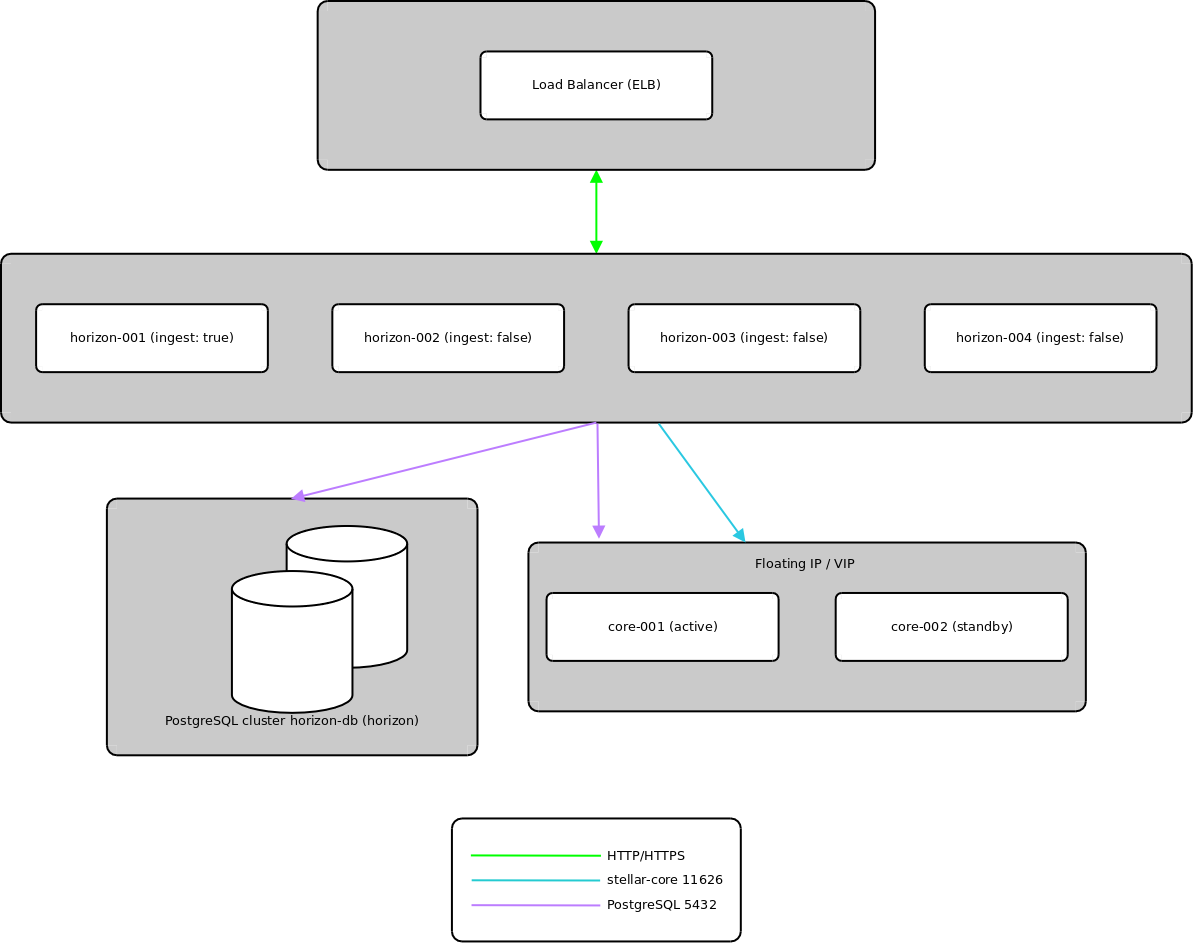 Load Balancer (ELB)
horizon-001 (ingest: true)
horizon-002 (ingest: false)
horizon-003 (ingest: false)
horizon-004 (ingest: false)
Floating IP / VIP
core-001 (active)
core-002 (standby)
PostgreSQL cluster horizon-db (horizon)
HTTP/HTTPS
stellar-core 11626
PostgreSQL 5432